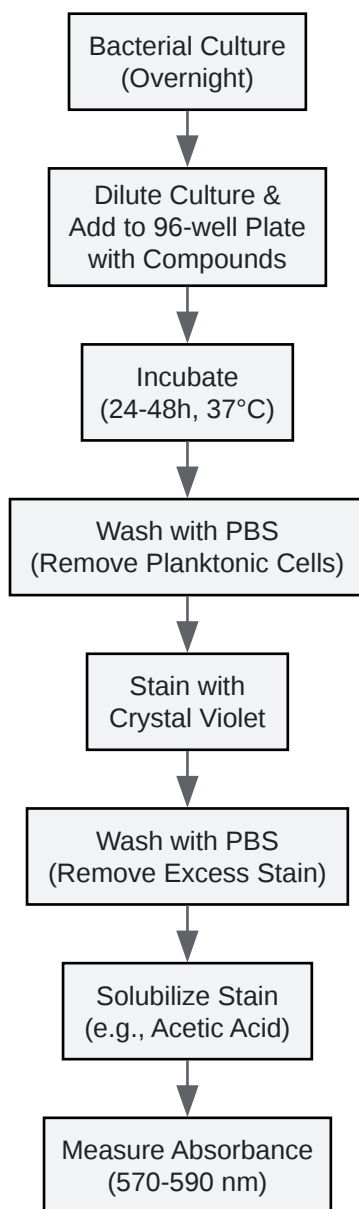 Bacterial Culture
(Overnight)
Dilute Culture &
Add to 96-well Plate
with Compounds
Incubate
(24-48h, 37°C)
Wash with PBS
(Remove Planktonic Cells)
Stain with
Crystal Violet
Wash with PBS
(Remove Excess Stain)
Solubilize Stain
(e.g., Acetic Acid)
Measure Absorbance
(570-590 nm)